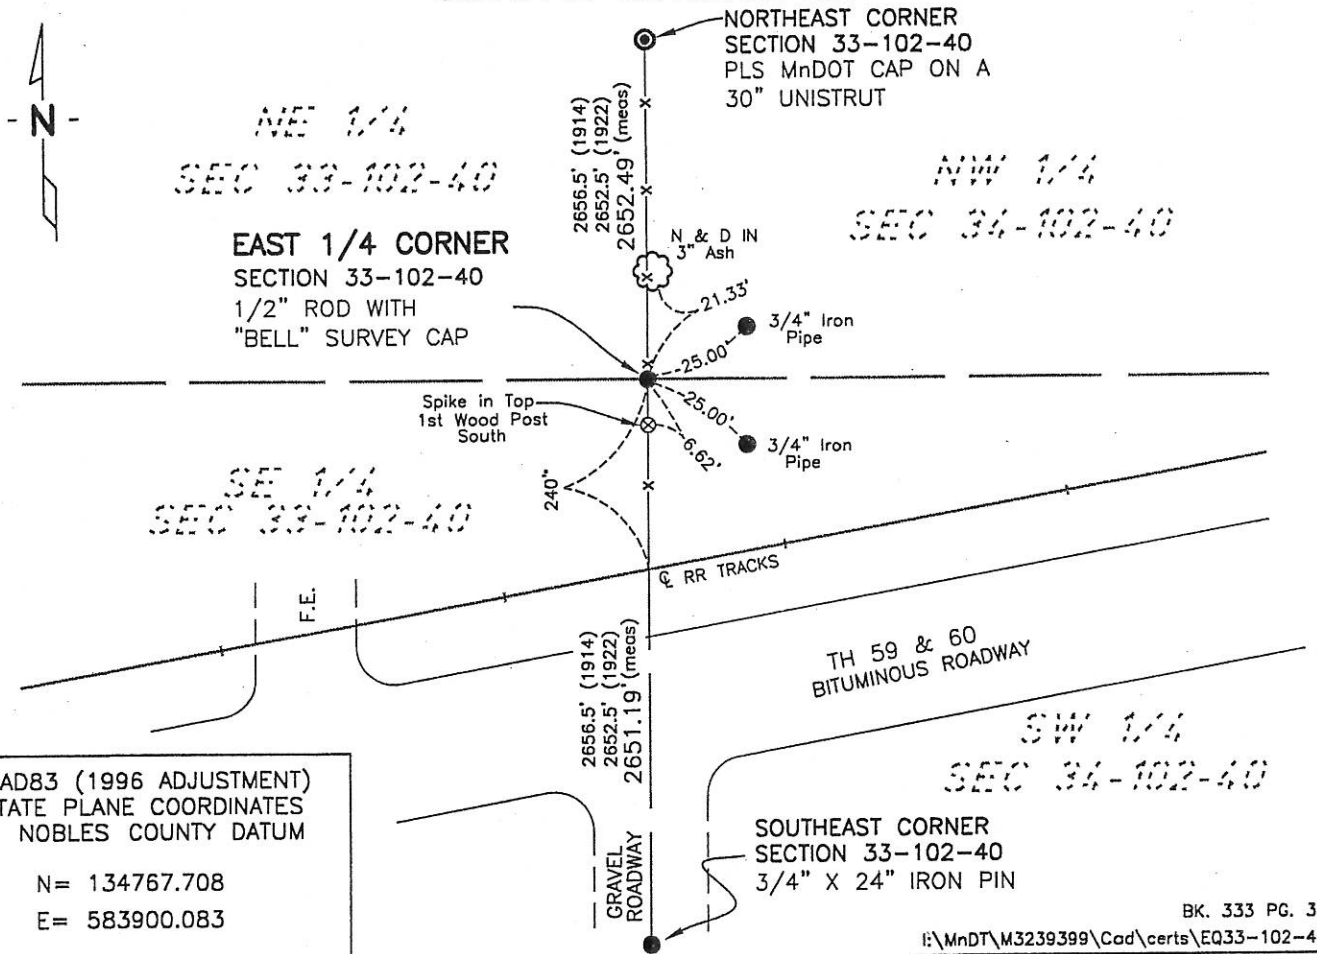 NORTHEAST CORNER
SECTION 33-102-40
PLS MnDOT CAP ON A
30" UNISTRUT
- N -
NE 1/4
SEC 33-102-40
2656.5' (1914)
2652.5' (1922)
2652.49' (meas)
NW 1/4
SEC 34-102-40
EAST 1/4 CORNER
SECTION 33-102-40
1/2" ROD WITH
"BELL" SURVEY CAP
N & D IN
3" Ash
21.33'
3/4" Iron
Pipe
25.00'
Spike in Top
1st Wood Post
South
25.00'
6.62'
3/4" Iron
Pipe
SE 1/4
SEC 33-102-40
240'
℄ RR TRACKS
F.E.
2656.5' (1914)
2652.5' (1922)
2651.19' (meas)
TH 59 & 60
BITUMINOUS ROADWAY
SW 1/4
SEC 34-102-40
AD83 (1996 ADJUSTMENT)
TATE PLANE COORDINATES
NOBLES COUNTY DATUM
N= 134767.708
E= 583900.083
GRAVEL
ROADWAY
SOUTHEAST CORNER
SECTION 33-102-40
3/4" X 24" IRON PIN
BK. 333 PG. 3
I:\MnDT\M3239399\Cad\certs\EQ33-102-4